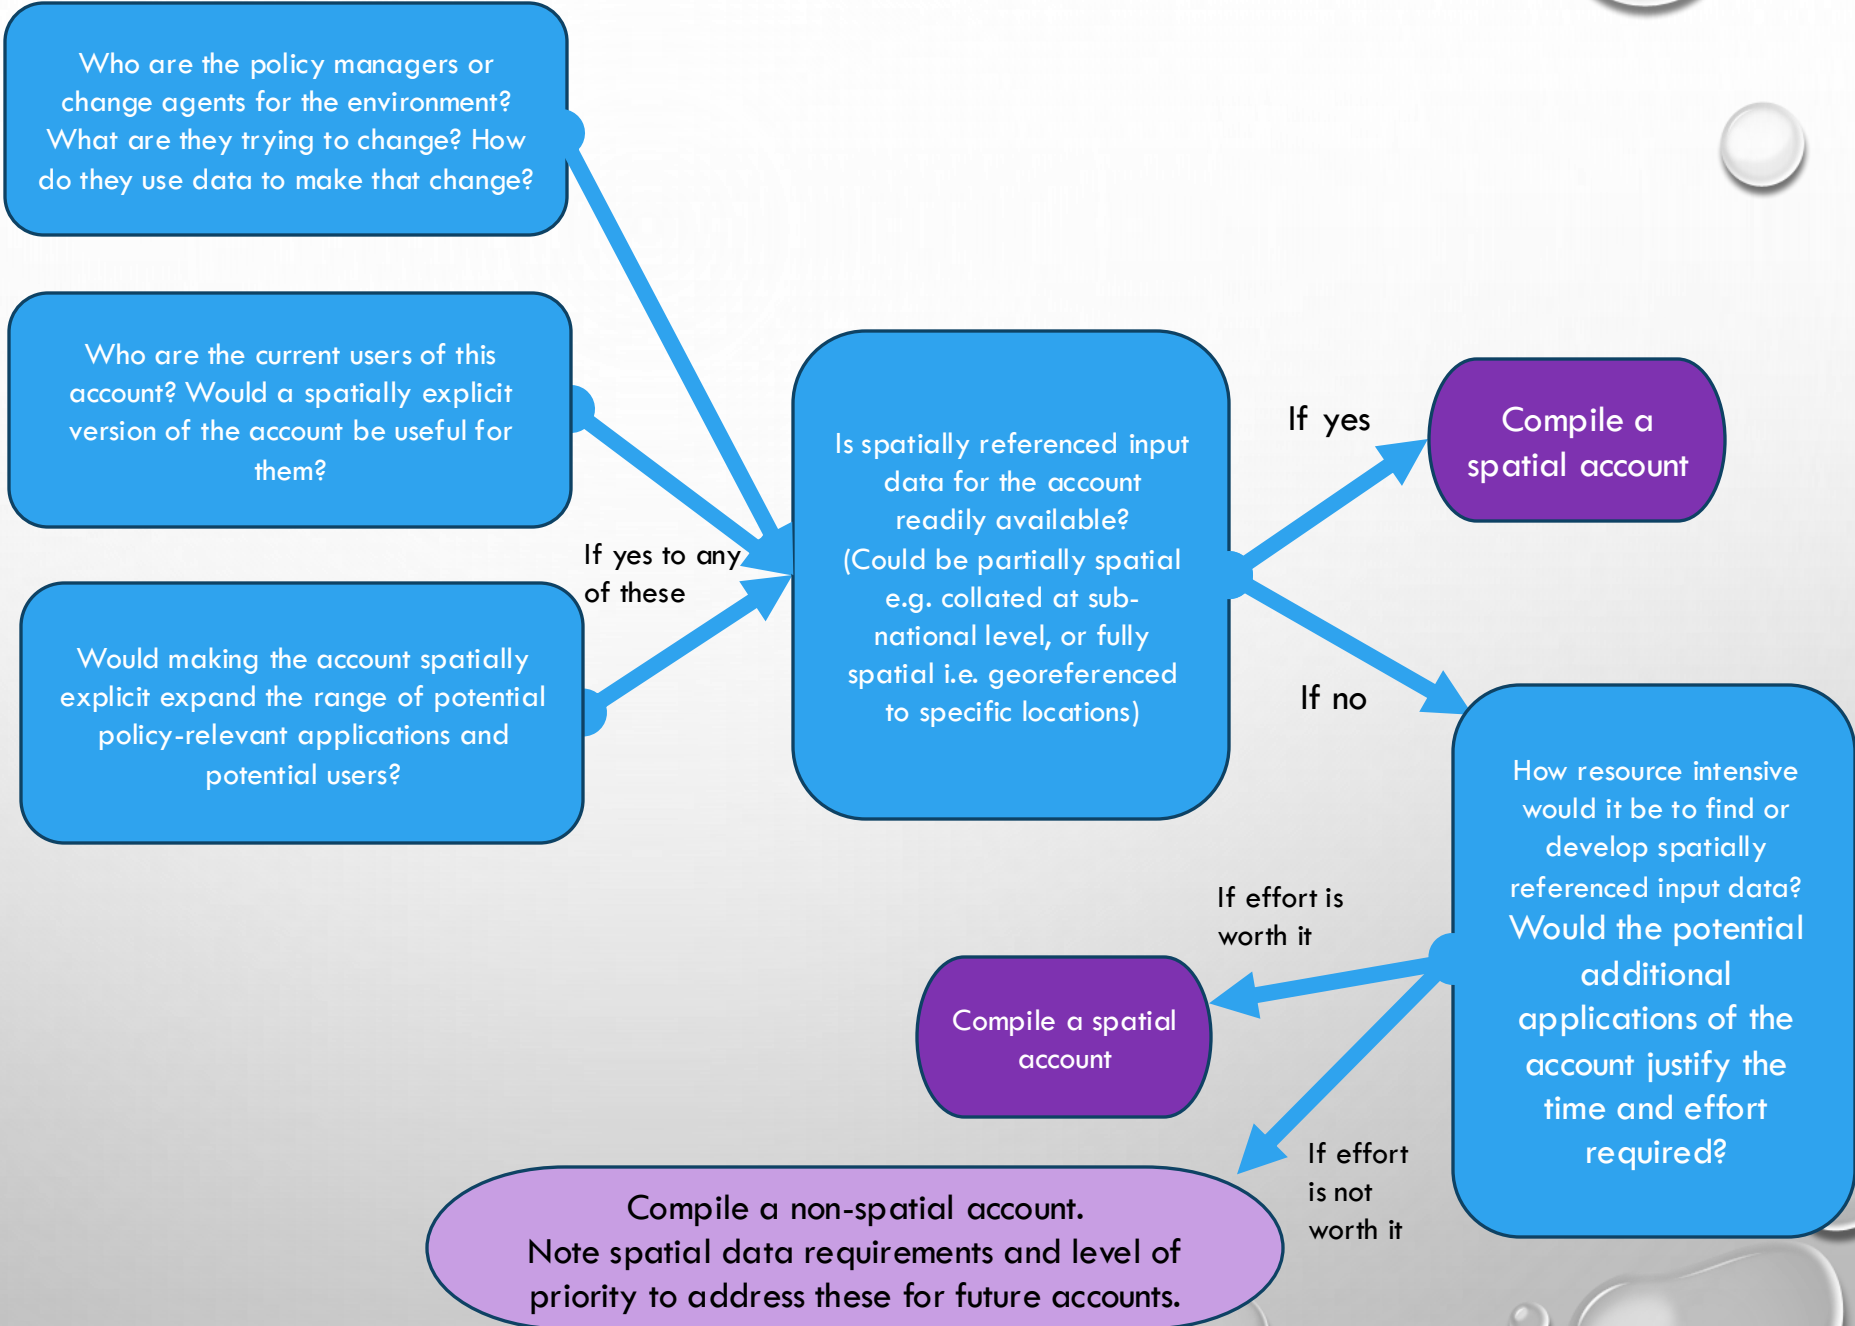 Who are the policy managers or
change agents for the environment?
What are they trying to change? How
do they use data to make that change?
Who are the current users of this
account? Would a spatially explicit
version of the account be useful for
them?
If yes to any
of these
Would making the account spatially
explicit expand the range of potential
policy-relevant applications and
potential users?
Is spatially referenced input
data for the account
readily available?
(Could be partially spatial
e.g. collated at sub-
national level, or fully
spatial i.e. georeferenced
to specific locations)
If yes
Compile a
spatial account
If no
How resource intensive
would it be to find or
develop spatially
referenced input data?
Would the potential
additional
applications of the
account justify the
time and effort
required?
If effort is
worth it
Compile a spatial
account
If effort
is not
worth it
Compile a non-spatial account.
Note spatial data requirements and level of
priority to address these for future accounts.